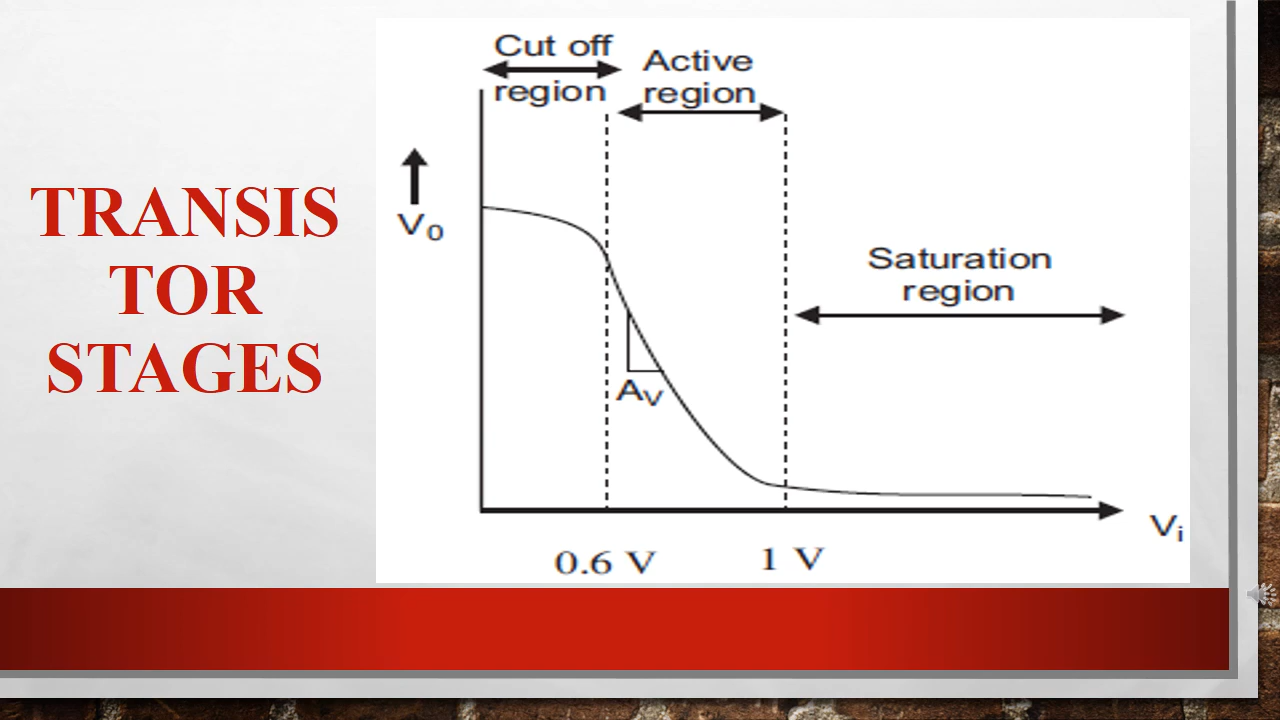 TRANSIS
TOR
STAGES
Cut off
region
Active
region
V₀
Saturation
region
Aᵥ
Vᵢ
0.6 V
1 V